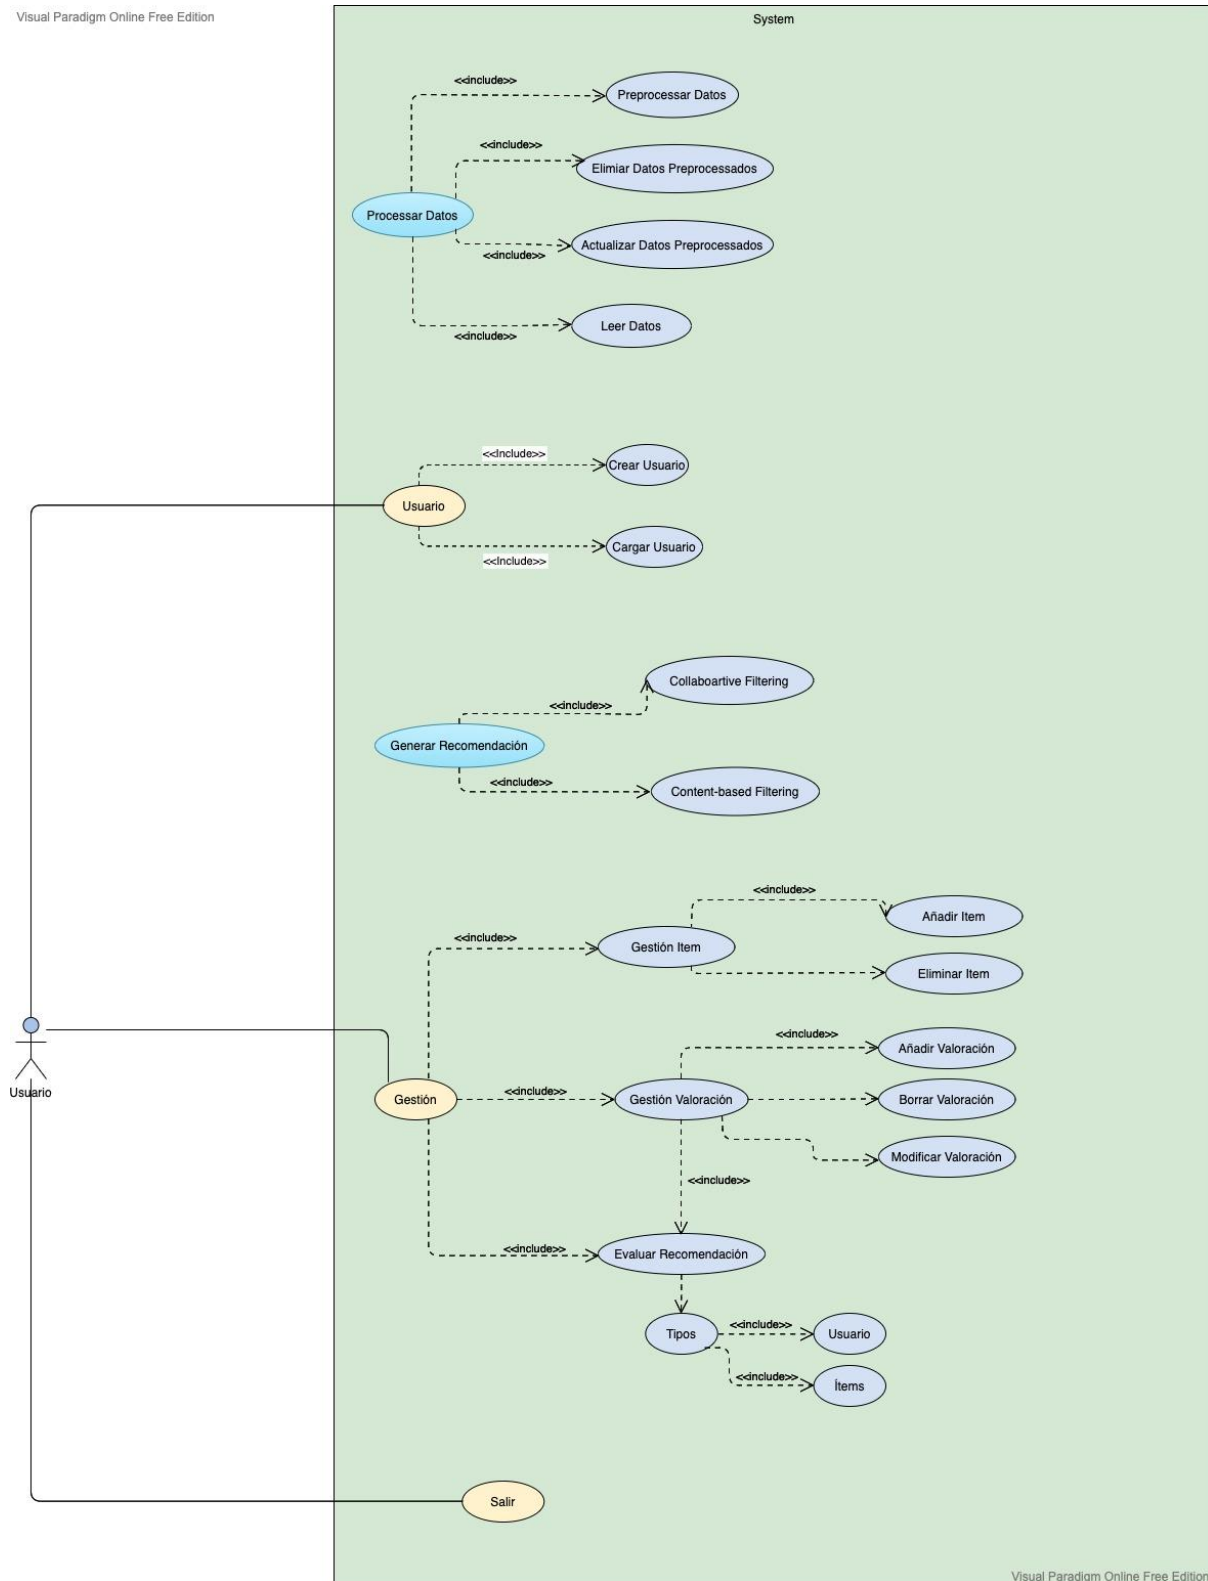 Visual Paradigm Online Free Edition
System
<<include>>
Preprocessar Datos
<<include>>
Elimiar Datos Preprocessados
Processar Datos
Actualizar Datos Preprocessados
<<include>>
Leer Datos
<<include>>
<<Include>>
Crear Usuario
Usuario
Cargar Usuario
<<Include>>
Collaboartive Filtering
<<include>>
Generar Recomendación
<<include>>
Content-based Filtering
<<include>>
Añadir Item
<<include>>
Gestión Item
Eliminar Item
<<include>>
Añadir Valoración
Usuario
Gestión
<<include>>
Gestión Valoración
Borrar Valoración
Modificar Valoración
<<include>>
<<include>>
Evaluar Recomendación
Tipos
<<include>>
Usuario
<<include>>
Ítems
Salir
Visual Paradigm Online Free Edition